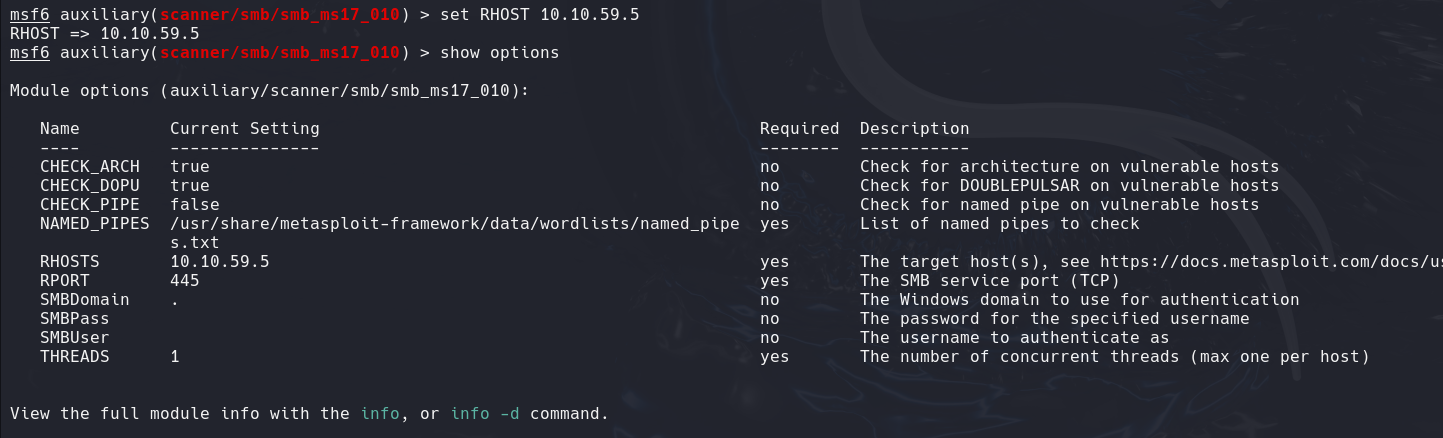 msf6 auxiliary(scanner/smb/smb_ms17_010) > set RHOST 10.10.59.5
RHOST => 10.10.59.5
msf6 auxiliary(scanner/smb/smb_ms17_010) > show options
Module options (auxiliary/scanner/smb/smb_ms17_010):
Name Current Setting Required Description
---- --------------- -------- -----------
CHECK_ARCH true no Check for architecture on vulnerable hosts
CHECK_DOPU true no Check for DOUBLEPULSAR on vulnerable hosts
CHECK_PIPE false no Check for named pipe on vulnerable hosts
NAMED_PIPES /usr/share/metasploit-framework/data/wordlists/named_pipe yes List of named pipes to check
s.txt
RHOSTS 10.10.59.5 yes The target host(s), see https://docs.metasploit.com/docs/us
RPORT 445 yes The SMB service port (TCP)
SMBDomain . no The Windows domain to use for authentication
SMBPass no The password for the specified username
SMBUser no The username to authenticate as
THREADS 1 yes The number of concurrent threads (max one per host)
View the full module info with the info, or info -d command.